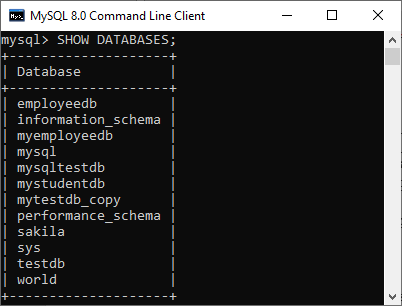 MySQL 8.0 Command Line Client
mysql> SHOW DATABASES;
+--------------------+
| Database           |
+--------------------+
| employeedb         |
| information_schema |
| myemployeedb       |
| mysql              |
| mysqltestdb        |
| mystudentdb        |
| mytestdb_copy      |
| performance_schema |
| sakila             |
| sys                |
| testdb             |
| world              |
+--------------------+